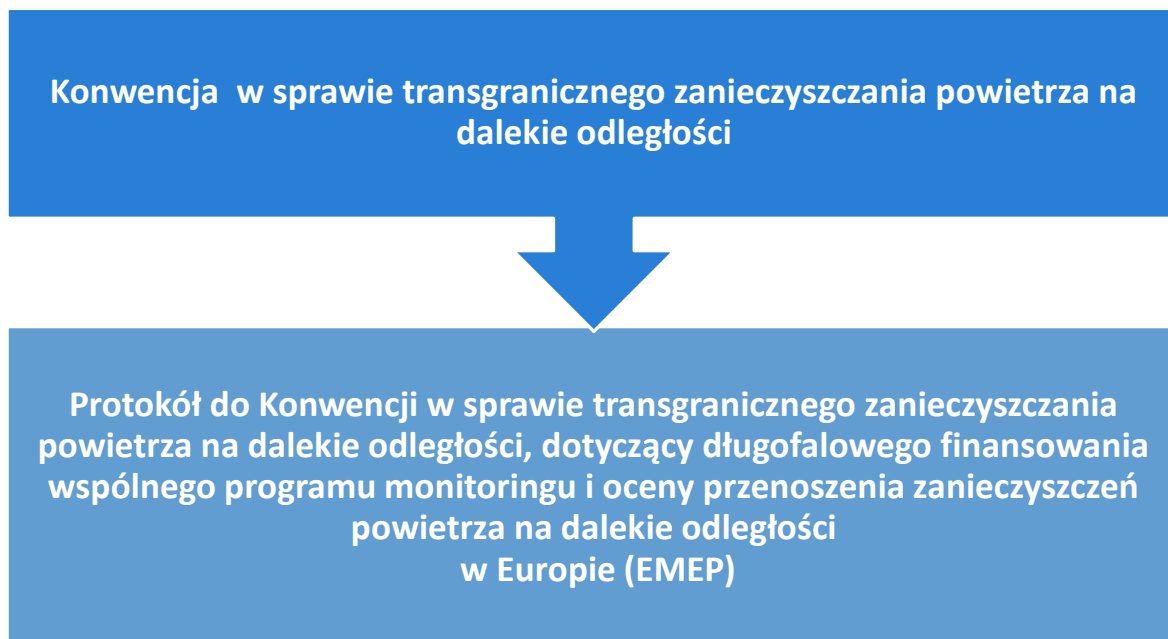 Konwencja  w sprawie transgranicznego zanieczyszczania powietrza na
dalekie odległości
Protokół do Konwencji w sprawie transgranicznego zanieczyszczania
powietrza na dalekie odległości, dotyczący długofalowego finansowania
wspólnego programu monitoringu i oceny przenoszenia zanieczyszczeń
powietrza na dalekie odległości
w Europie (EMEP)